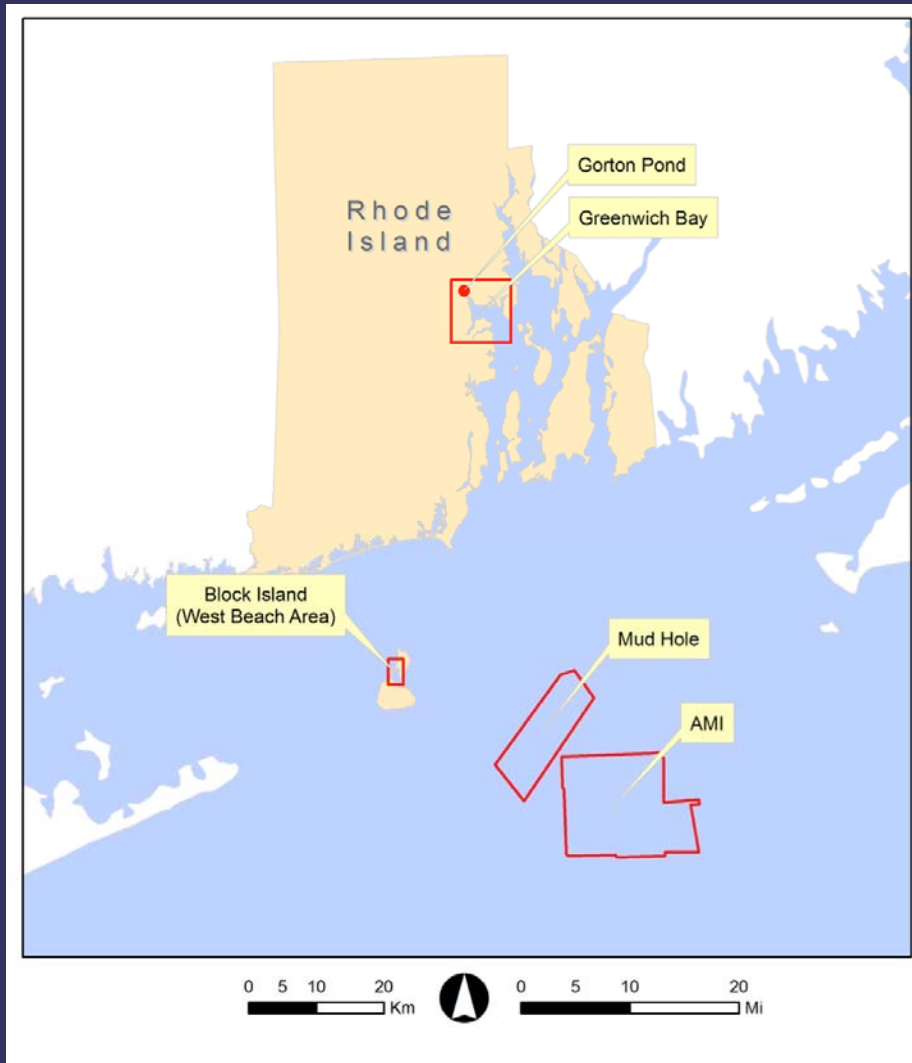 Gorton Pond
Greenwich Bay
Rhode
Island
Block Island
(West Beach Area)
Mud Hole
AMI
0 5 10 20
Km
0 5 10 20
Mi